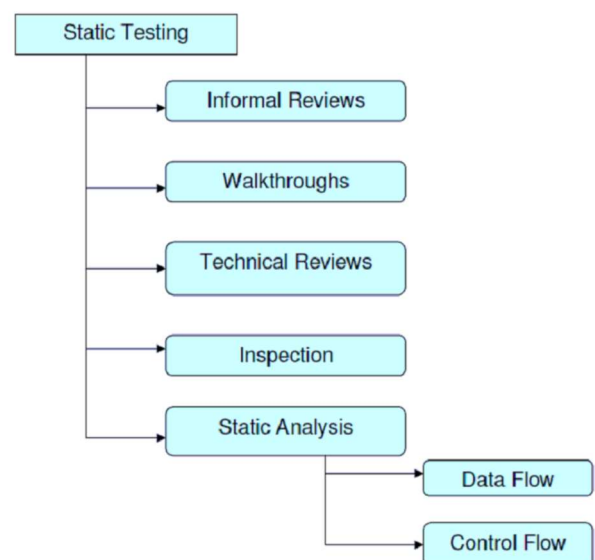 Static Testing
Informal Reviews
Walkthroughs
Technical Reviews
Inspection
Static Analysis
Data Flow
Control Flow